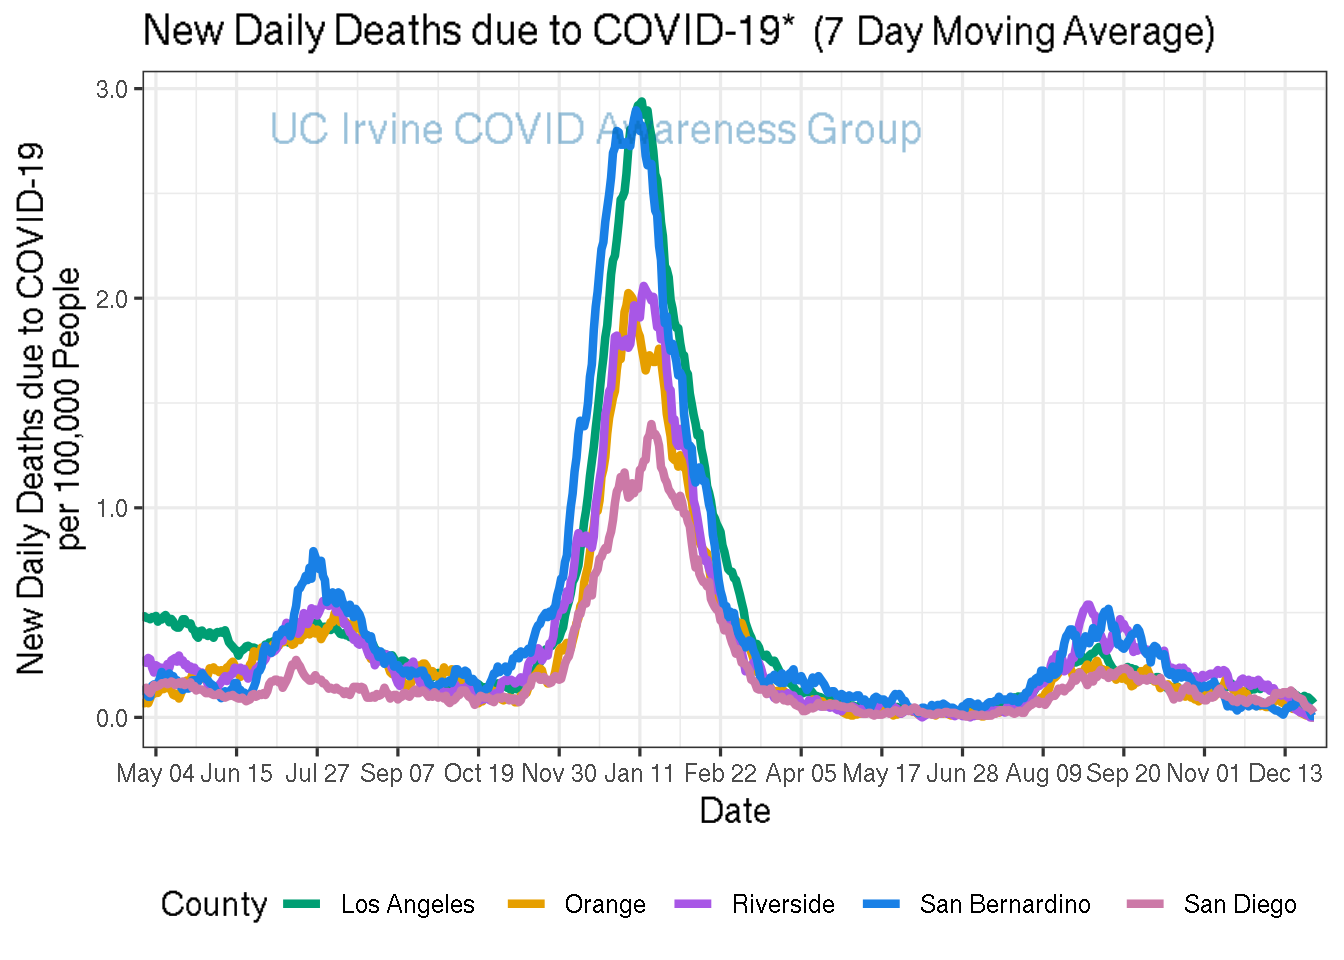 New Daily Deaths due to COVID-19* (7 Day Moving Average)
UC Irvine COVID Awareness Group
New Daily Deaths due to COVID-19
per 100,000 People
3.0
2.0
1.0
0.0
May 04 Jun 15 Jul 27 Sep 07 Oct 19 Nov 30 Jan 11 Feb 22 Apr 05 May 17 Jun 28 Aug 09 Sep 20 Nov 01 Dec 13
Date
County Los Angeles Orange Riverside San Bernardino San Diego